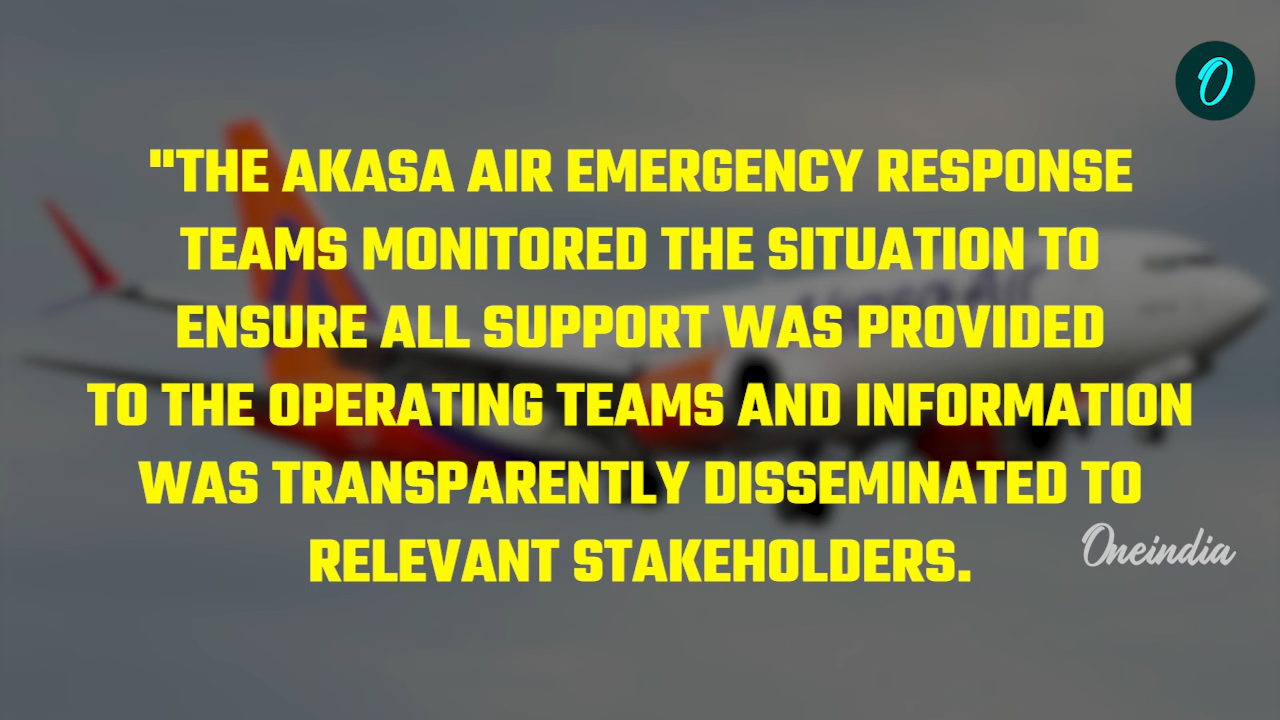 "THE AKASA AIR EMERGENCY RESPONSE
TEAMS MONITORED THE SITUATION TO
ENSURE ALL SUPPORT WAS PROVIDED
TO THE OPERATING TEAMS AND INFORMATION
WAS TRANSPARENTLY DISSEMINATED TO
RELEVANT STAKEHOLDERS.
Oneindia
O